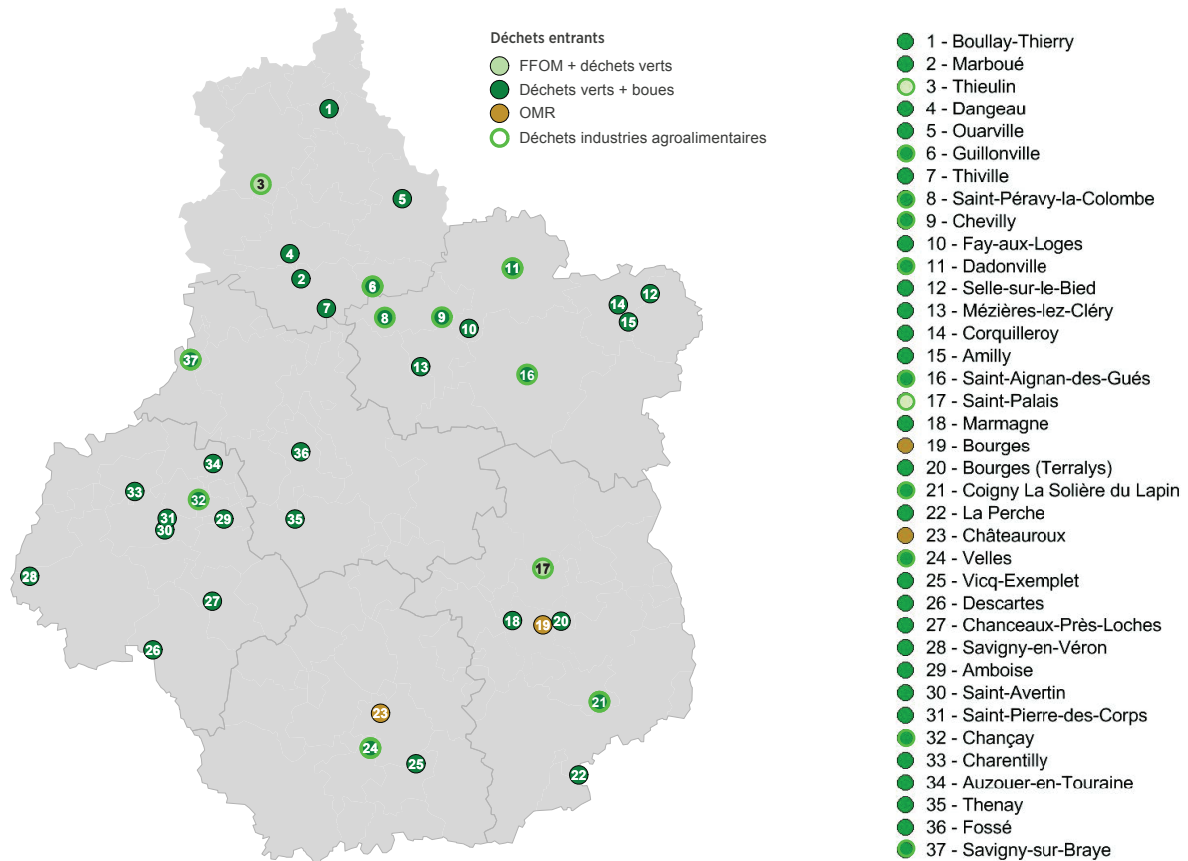 Déchets entrants
FFOM + déchets verts
Déchets verts + boues
OMR
Déchets industries agroalimentaires
1
3
5
4
2
6
11
7
8
9
10
14
12
15
37
13
16
36
34
33
32
31
29
35
30
28
17
27
18
19
20
26
21
23
24
25
22
1 - Boullay-Thierry
2 - Marboué
3 - Thieulin
4 - Dangeau
5 - Ouarville
6 - Guillonville
7 - Thiville
8 - Saint-Péravy-la-Colombe
9 - Chevilly
10 - Fay-aux-Loges
11 - Dadonville
12 - Selle-sur-le-Bied
13 - Mézières-lez-Cléry
14 - Corquilleroy
15 - Amilly
16 - Saint-Aignan-des-Gués
17 - Saint-Palais
18 - Marmagne
19 - Bourges
20 - Bourges (Terralys)
21 - Coigny La Solière du Lapin
22 - La Perche
23 - Châteauroux
24 - Velles
25 - Vicq-Exemplet
26 - Descartes
27 - Chanceaux-Près-Loches
28 - Savigny-en-Véron
29 - Amboise
30 - Saint-Avertin
31 - Saint-Pierre-des-Corps
32 - Chançay
33 - Charentilly
34 - Auzouer-en-Touraine
35 - Thenay
36 - Fossé
37 - Savigny-sur-Braye